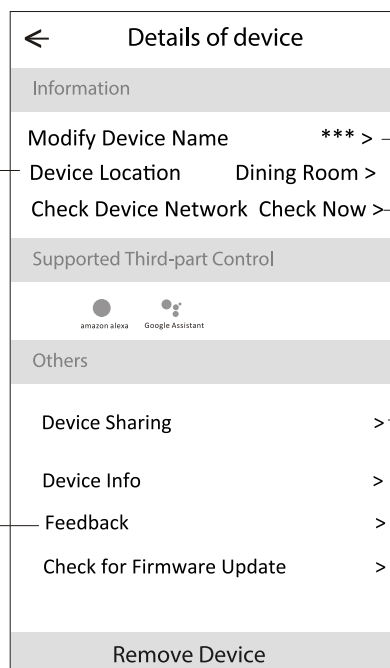 Details of device
Information
Modify Device Name *** >
Device Location Dining Room >
Check Device Network Check Now >
Supported Third-part Control
amazon alexa Google Assistant
Others
Device Sharing >
Device Info >
Feedback >
Check for Firmware Update >
Remove Device